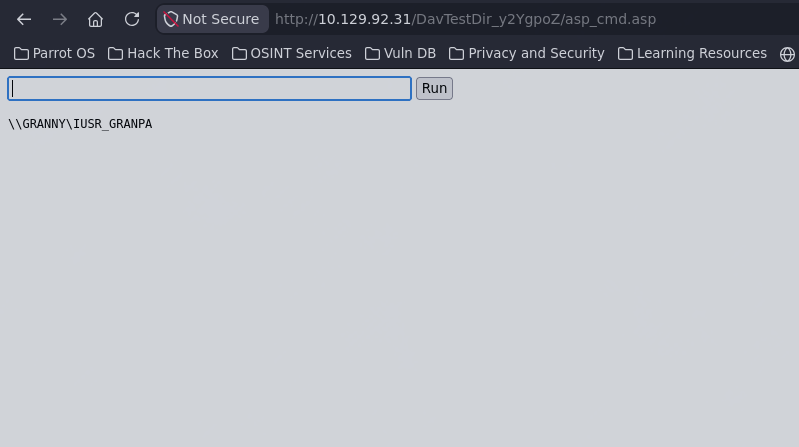 Not Secure http://10.129.92.31/DavTestDir_y2YgpoZ/asp_cmd.asp
Parrot OS Hack The Box OSINT Services Vuln DB Privacy and Security Learning Resources
Run
\\GRANNY\IUSR_GRANPA